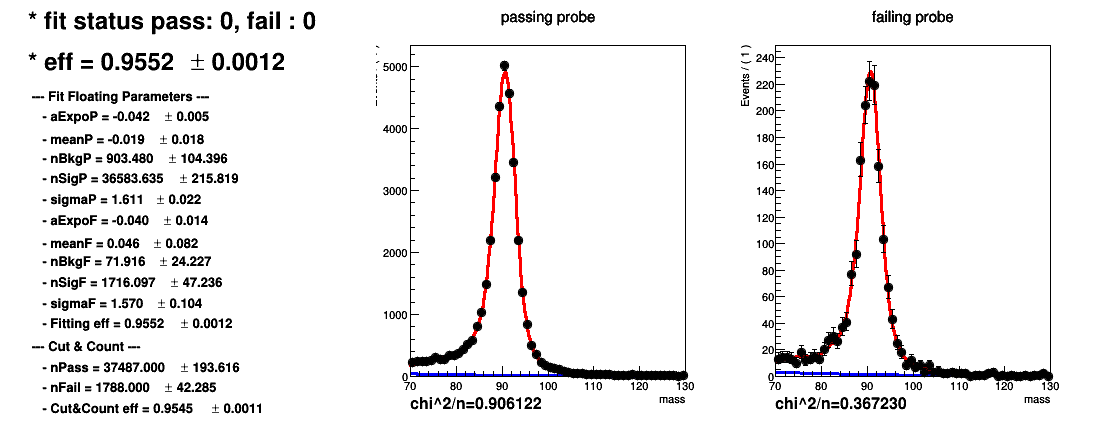 * fit status pass: 0, fail : 0
* eff = 0.9552 ± 0.0012
--- Fit Floating Parameters ---
- aExpoP = -0.042 ± 0.005
- meanP = -0.019 ± 0.018
- nBkgP = 903.480 ± 104.396
- nSigP = 36583.635 ± 215.819
- sigmaP = 1.611 ± 0.022
- aExpoF = -0.040 ± 0.014
- meanF = 0.046 ± 0.082
- nBkgF = 71.916 ± 24.227
- nSigF = 1716.097 ± 47.236
- sigmaF = 1.570 ± 0.104
- Fitting eff = 0.9552 ± 0.0012
--- Cut & Count ---
- nPass = 37487.000 ± 193.616
- nFail = 1788.000 ± 42.285
- Cut&Count eff = 0.9545 ± 0.0011
passing probe
5000
4000
3000
2000
1000
0
70 80 90 100 110 120 130
mass
chi^2/n=0.906122
failing probe
Events / ( 1 )
240
220
200
180
160
140
120
100
80
60
40
20
0
70 80 90 100 110 120 130
mass
chi^2/n=0.367230